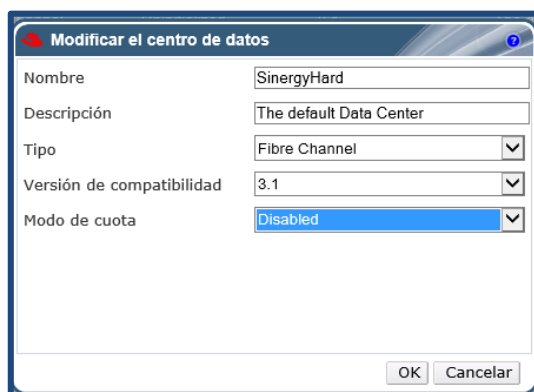 Modificar el centro de datos ?
Nombre SinergyHard
Descripción The default Data Center
Tipo Fibre Channel
Versión de compatibilidad 3.1
Modo de cuota Disabled
OK Cancelar